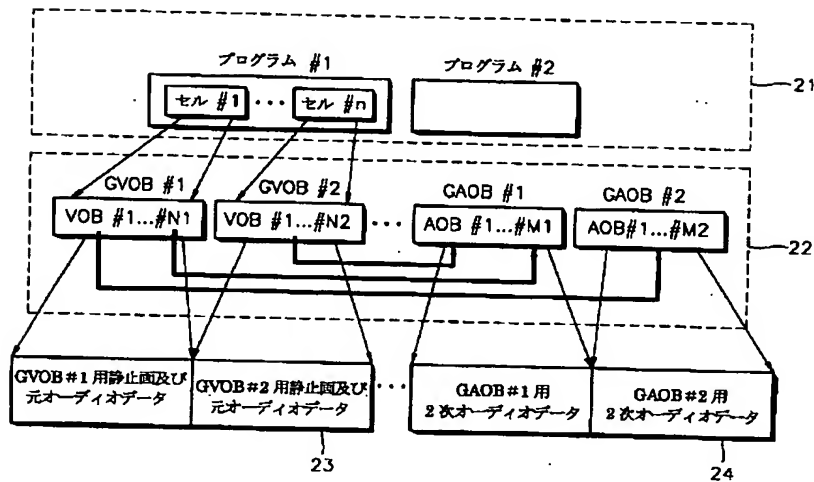 プログラム #1
プログラム #2
セル #1 ・・・ セル #n
21
GVOB #1
GVOB #2
GAOB #1
GAOB #2
VOB #1...#N1
VOB #1...#N2
・・・
AOB #1...#M1
AOB#1...#M2
22
GVOB#1用静止画及び
元オーディオデータ
GVOB#2用静止画及び
元オーディオデータ
・・・
GAOB#1用
2次オーディオデータ
GAOB#2用
2次オーディオデータ
23
24